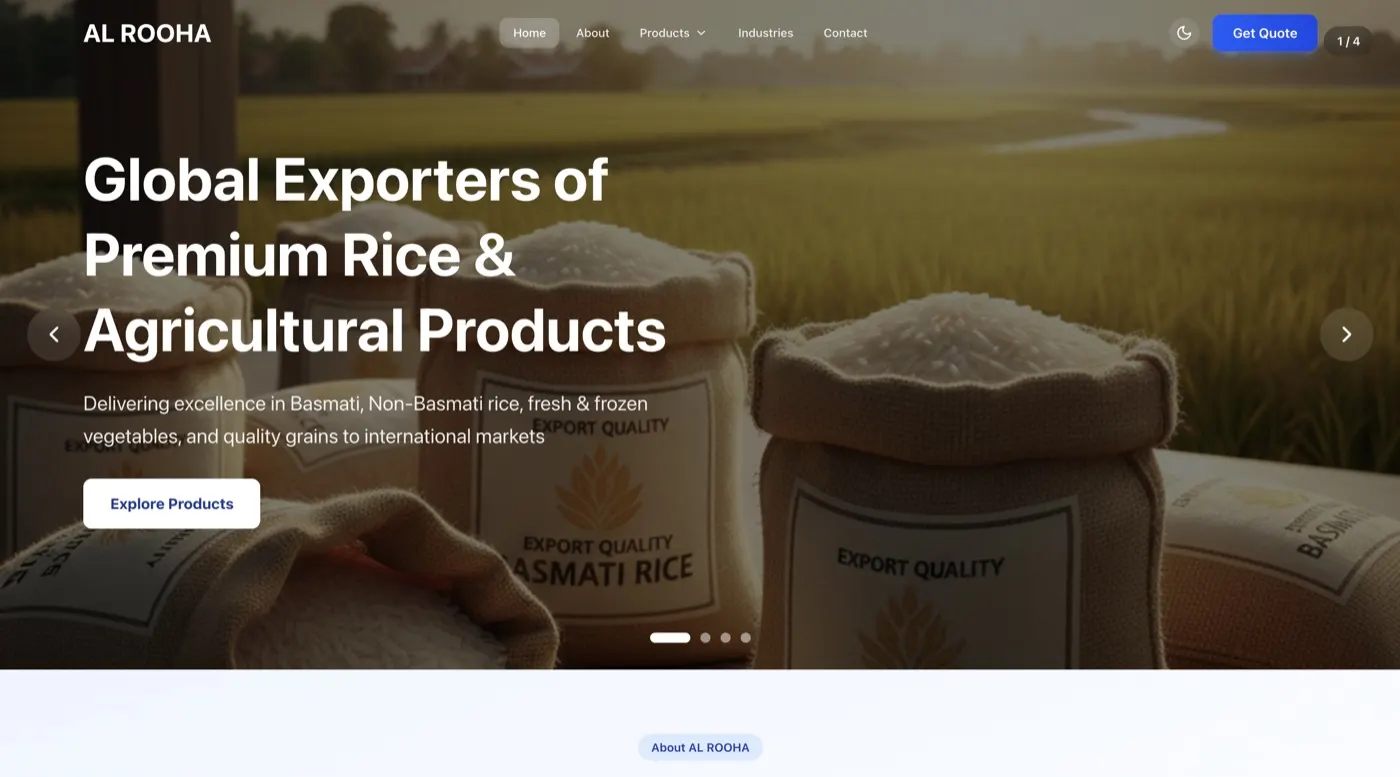 AL ROOHA
Home
About
Products
Industries
Contact
Get Quote
1 / 4
Global Exporters of
Premium Rice &
Agricultural Products
Delivering excellence in Basmati, Non-Basmati rice, fresh & frozen
vegetables, and quality grains to international markets
EXPORT QUALITY
Explore Products
EXPORT QUALITY
ASMATI RICE
EXPORT QUALITY
About AL ROOHA